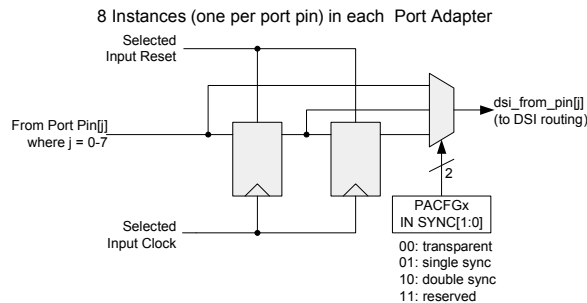 8 Instances (one per port pin) in each Port Adapter
Selected
Input Reset
dsi_from_pin[j]
(to DSI routing)
From Port Pin[j]
where j = 0-7
2
PACFGx
IN SYNC[1:0]
Selected
Input Clock
00: transparent
01: single sync
10: double sync
11: reserved